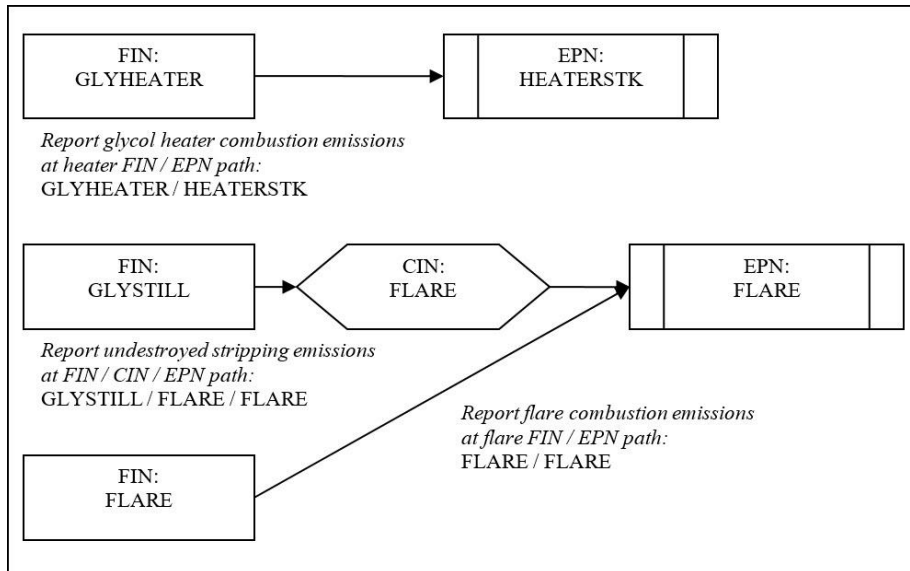 FIN:
GLYHEATER
EPN:
HEATERSTK
Report glycol heater combustion emissions
at heater FIN / EPN path:
GLYHEATER / HEATERSTK
FIN:
GLYSTILL
CIN:
FLARE
EPN:
FLARE
Report undestroyed stripping emissions
at FIN / CIN / EPN path:
GLYSTILL / FLARE / FLARE
Report flare combustion emissions
at flare FIN / EPN path:
FLARE / FLARE
FIN:
FLARE